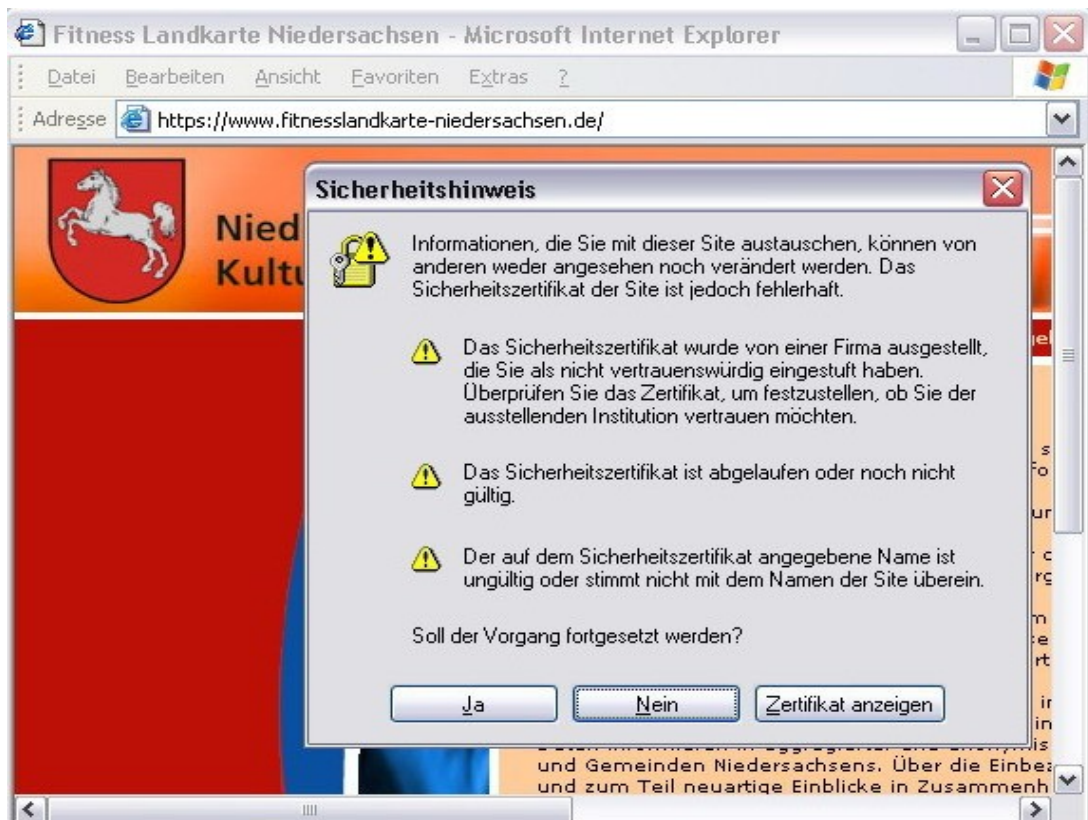 Fitness Landkarte Niedersachsen - Microsoft Internet Explorer
Datei Bearbeiten Ansicht Favoriten Extras ?
Adresse https://www.fitnesslandkarte-niedersachsen.de/
Nied
Kultu
Sicherheitshinweis
Informationen, die Sie mit dieser Site austauschen, können von
anderen weder angesehen noch verändert werden. Das
Sicherheitszertifikat der Site ist jedoch fehlerhaft.
Das Sicherheitszertifikat wurde von einer Firma ausgestellt,
die Sie als nicht vertrauenswürdig eingestuft haben.
Überprüfen Sie das Zertifikat, um festzustellen, ob Sie der
ausstellenden Institution vertrauen möchten.
Das Sicherheitszertifikat ist abgelaufen oder noch nicht
gültig.
Der auf dem Sicherheitszertifikat angegebene Name ist
ungültig oder stimmt nicht mit dem Namen der Site überein.
Soll der Vorgang fortgesetzt werden?
Ja Nein Zertifikat anzeigen
und Gemeinden Niedersachsens. Über die Einbez
und zum Teil neuartige Einblicke in Zusammenh